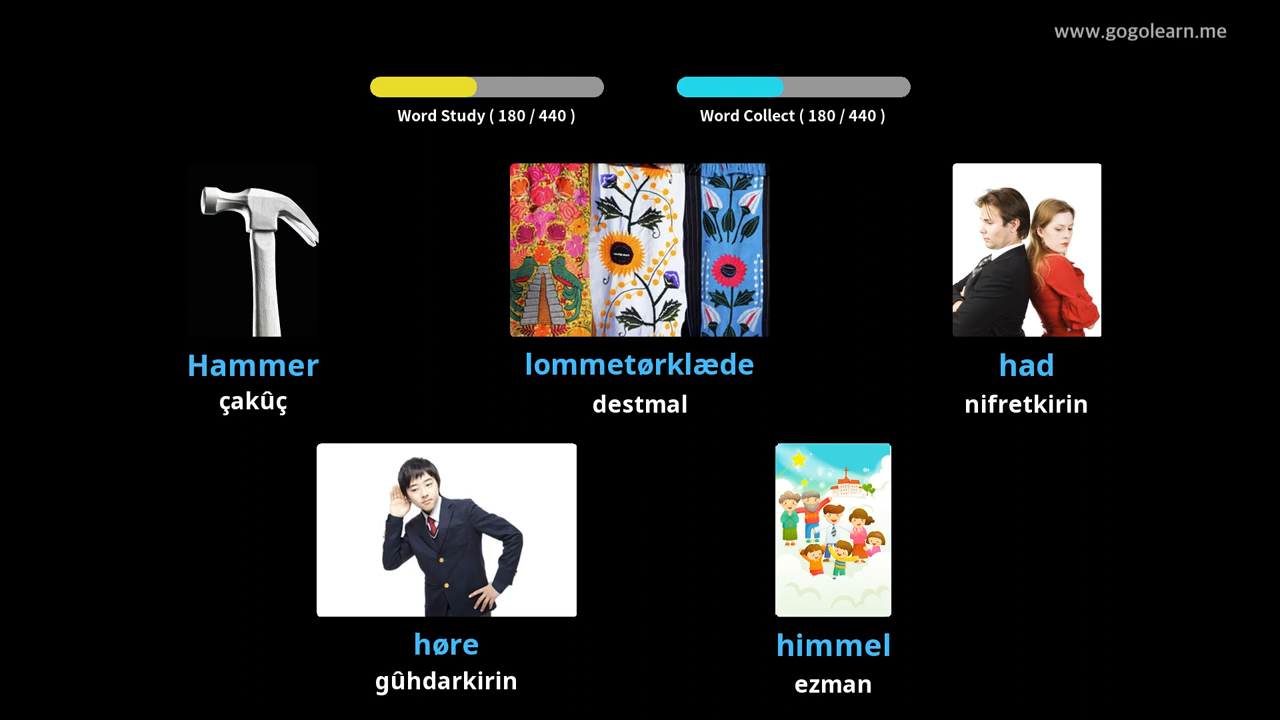 www.gogolearn.me
Word Study ( 180 / 440 )
Word Collect ( 180 / 440 )
Hammer
çakûç
lommetørklæde
destmal
had
nifretkirin
høre
gûhdarkirin
himmel
ezman